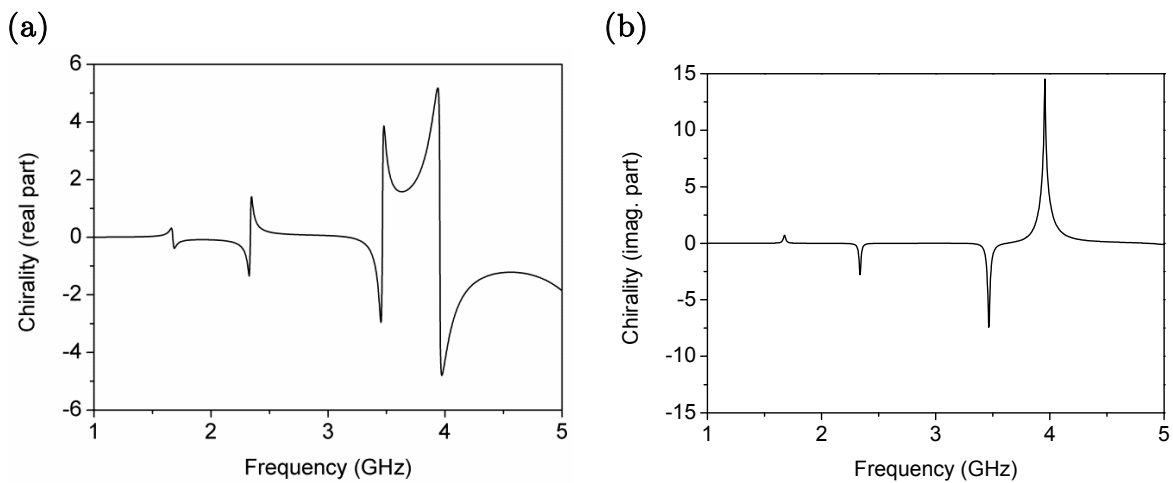 (a)
6
4
2
0
-2
-4
-6
Chirality (real part)
1 2 3 4 5
Frequency (GHz)
(b)
15
10
5
0
-5
-10
-15
Chirality (imag. part)
1 2 3 4 5
Frequency (GHz)